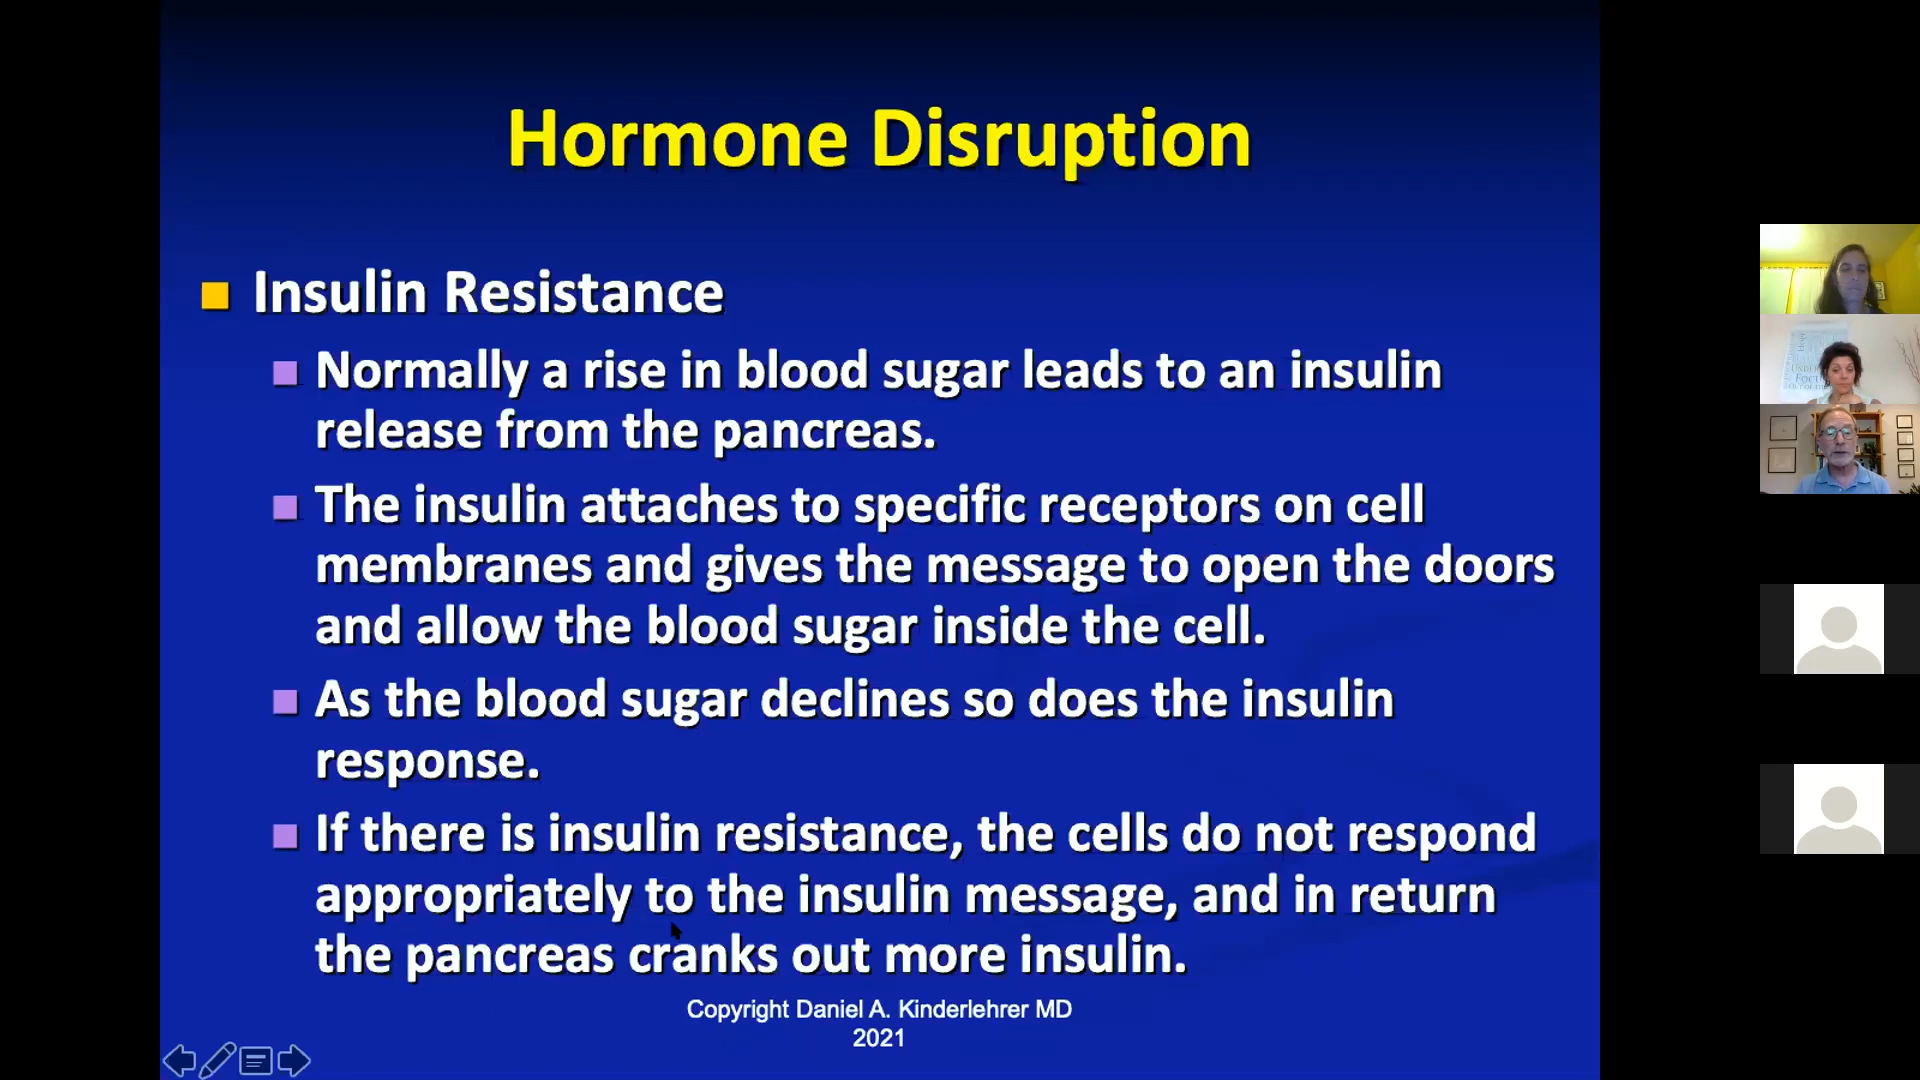 Hormone Disruption
Insulin Resistance
Normally a rise in blood sugar leads to an insulin
release from the pancreas.
The insulin attaches to specific receptors on cell
membranes and gives the message to open the doors
and allow the blood sugar inside the cell.
As the blood sugar declines so does the insulin
response.
If there is insulin resistance, the cells do not respond
appropriately to the insulin message, and in return
the pancreas cranks out more insulin.
Copyright Daniel A. Kinderlehrer MD
2021